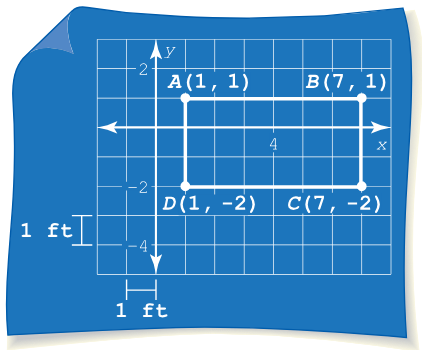 y
2
A(1, 1) B(7, 1)
4
x
-2
D(1, -2) C(7, -2)
1 ft
-4
1 ft